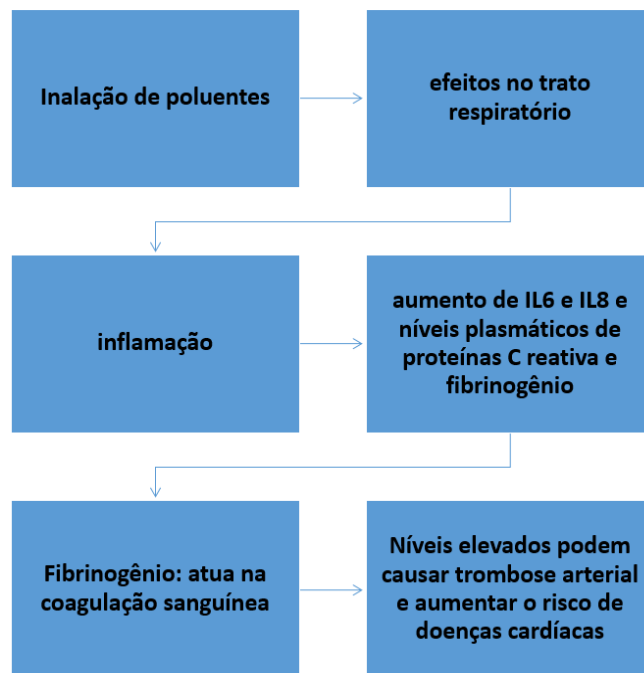 Inalação de poluentes
efeitos no trato
respiratório
inflamação
aumento de IL6 e IL8 e
níveis plasmáticos de
proteínas C reativa e
fibrinogênio
Fibrinogênio: atua na
coagulação sanguínea
Níveis elevados podem
causar trombose arterial
e aumentar o risco de
doenças cardíacas